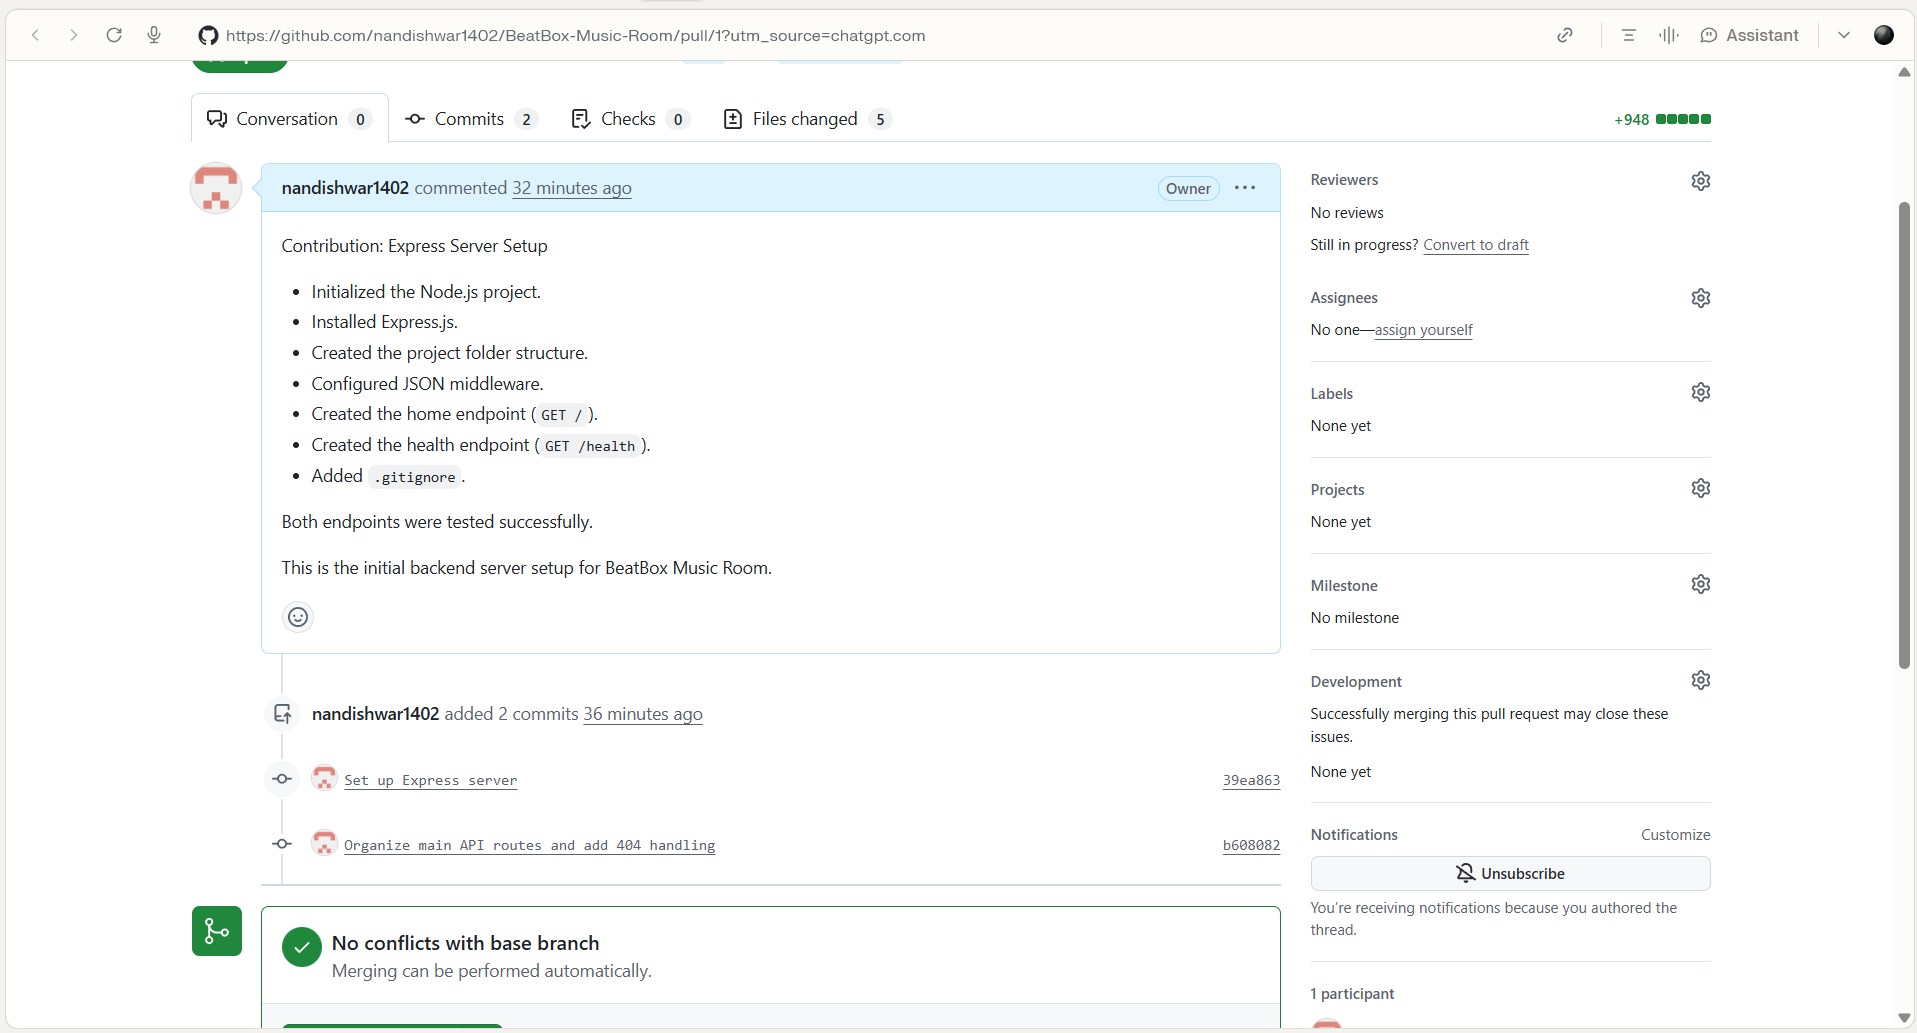 https://github.com/nandishwar1402/BeatBox-Music-Room/pull/1?utm_source=chatgpt.com
Assistant
Conversation 0
Commits 2
Checks 0
Files changed 5
+948
nandishwar1402 commented 32 minutes ago
Owner
Contribution: Express Server Setup
• Initialized the Node.js project.
• Installed Express.js.
• Created the project folder structure.
• Configured JSON middleware.
• Created the home endpoint ( GET / ).
• Created the health endpoint ( GET /health ).
• Added .gitignore .
Both endpoints were tested successfully.
This is the initial backend server setup for BeatBox Music Room.
nandishwar1402 added 2 commits 36 minutes ago
Set up Express server 39ea863
Organize main API routes and add 404 handling b608082
No conflicts with base branch
Merging can be performed automatically.
Reviewers
No reviews
Still in progress? Convert to draft
Assignees
No one—assign yourself
Labels
None yet
Projects
None yet
Milestone
No milestone
Development
Successfully merging this pull request may close these
issues.
None yet
Notifications Customize
Unsubscribe
You're receiving notifications because you authored the
thread.
1 participant